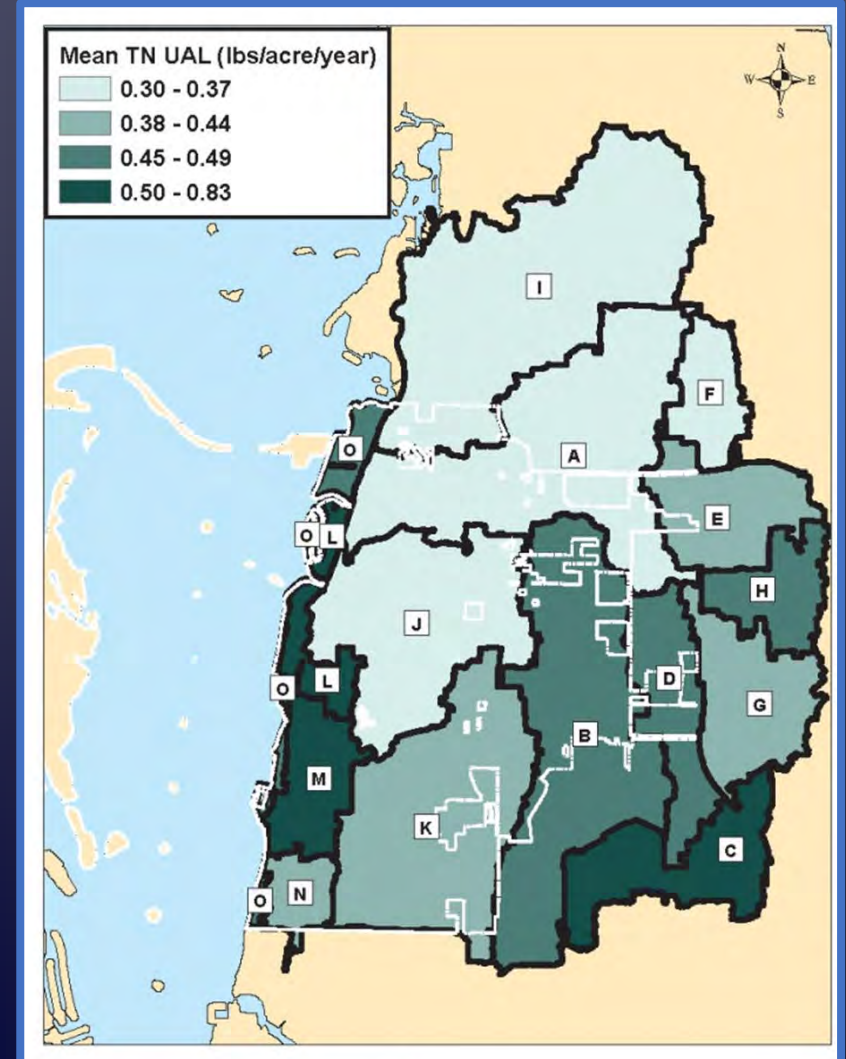 Mean TN UAL (lbs/acre/year)
0.30 - 0.37
0.38 - 0.44
0.45 - 0.49
0.50 - 0.83
N
W E
S
I
F
O
A
E
O L
H
J
L
D
O
G
B
M
K
C
N
O